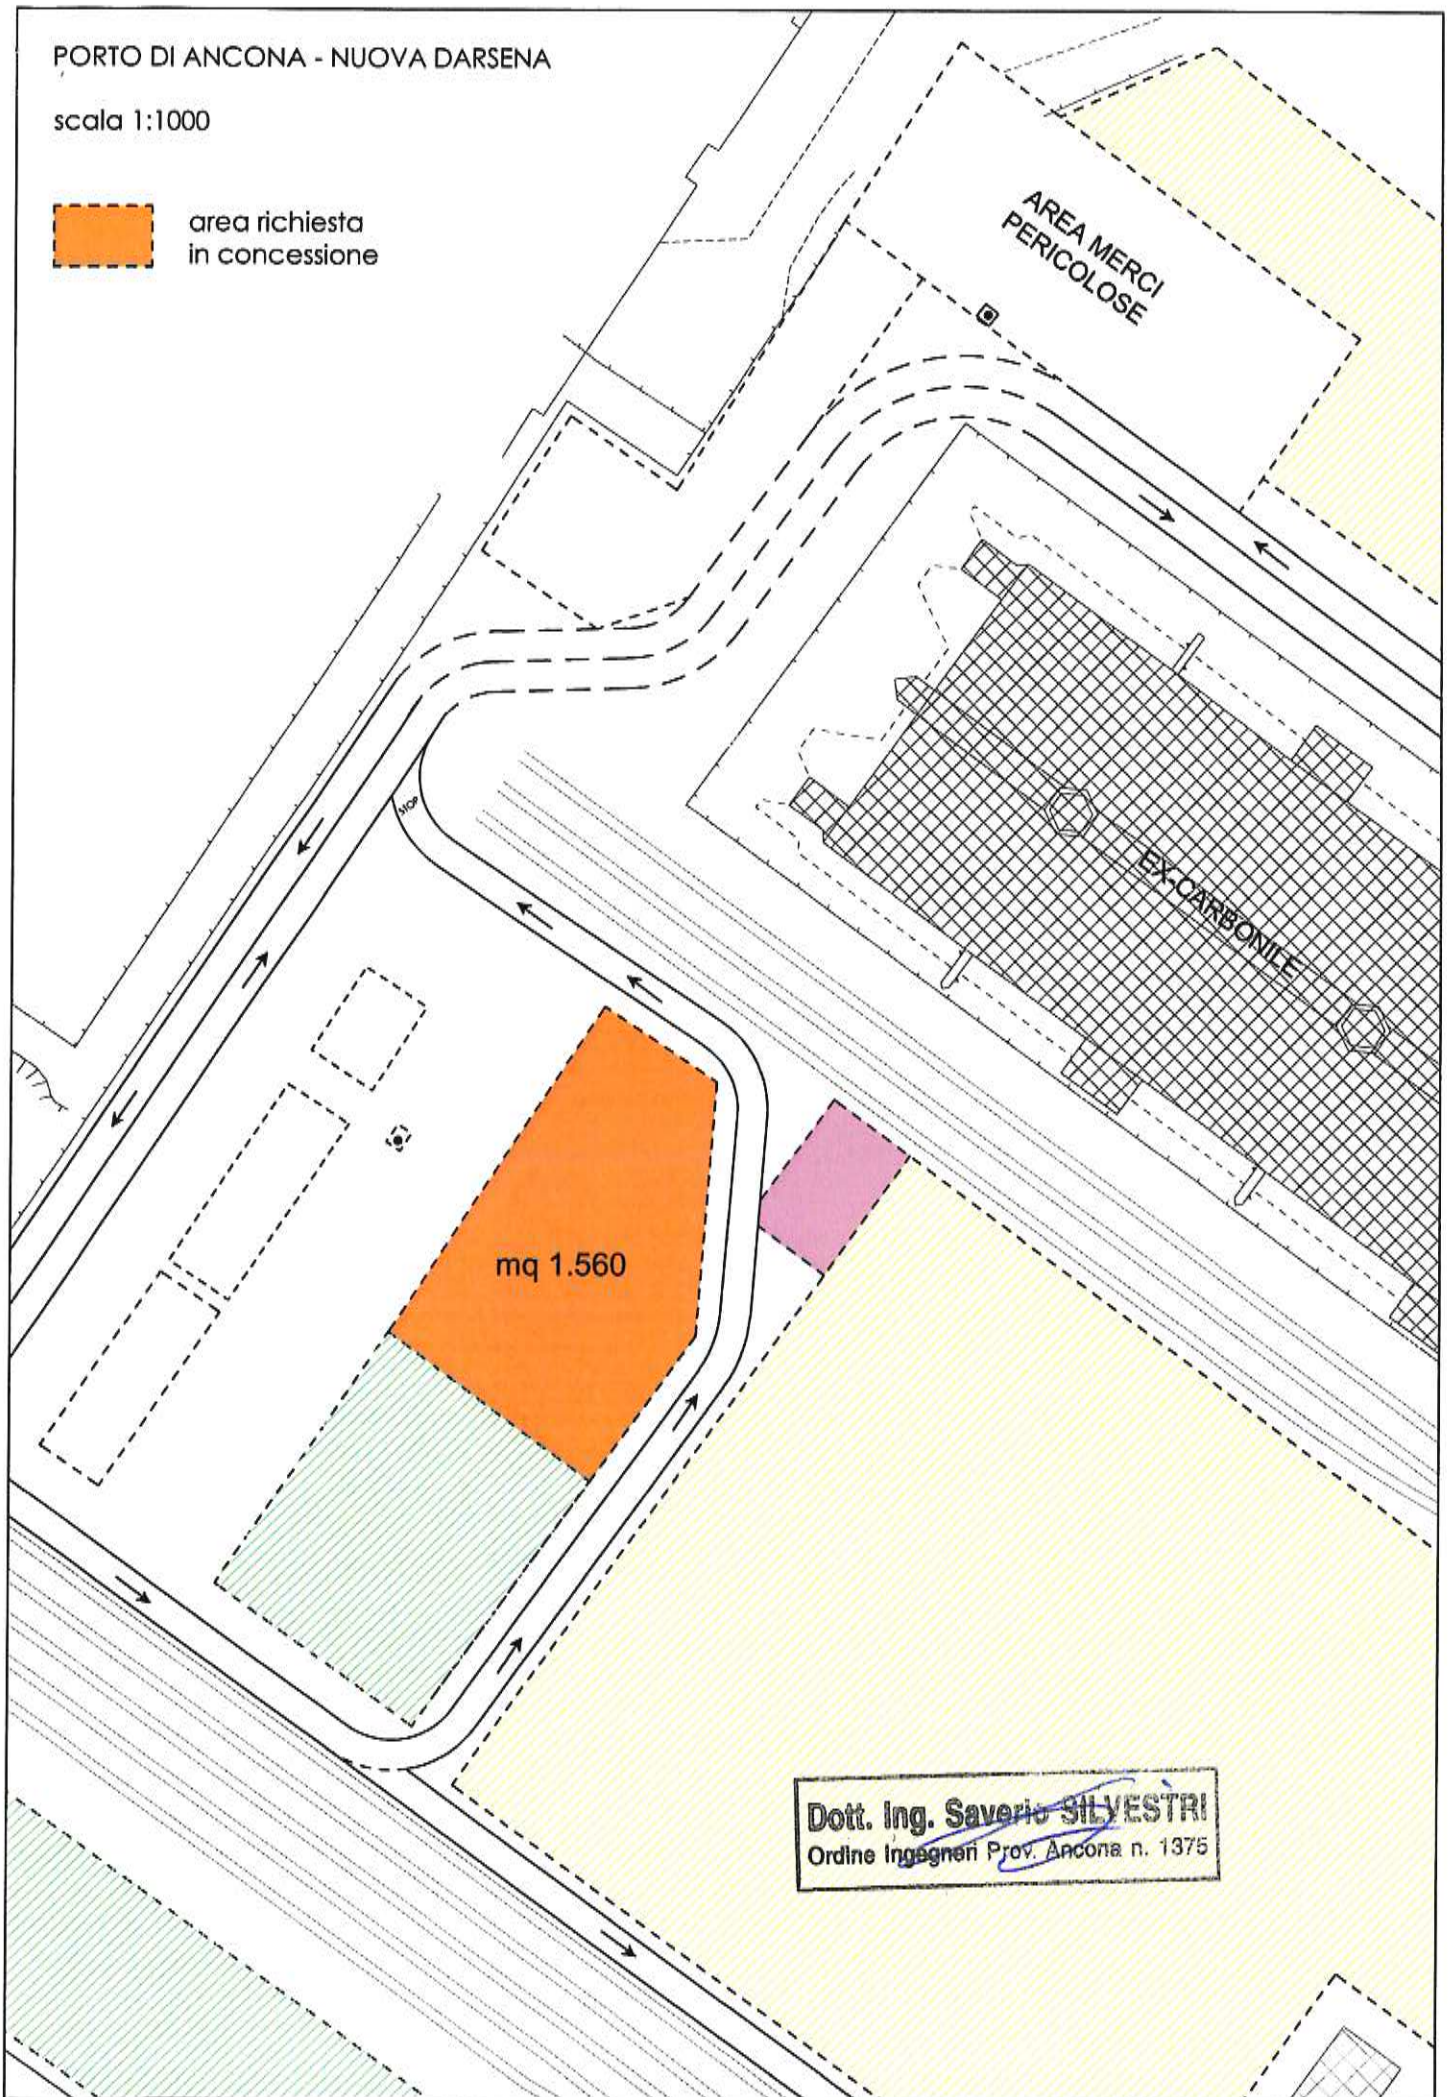 PORTO DI ANCONA - NUOVA DARSENA
scala 1:1000
area richiesta
in concessione
AREA MERCI
PERICOLOSE
STOP
EX-CARBONILE
mq 1.560
Dott. Ing. Saverio SILVESTRI
Ordine Ingegneri Prov. Ancona n. 1375